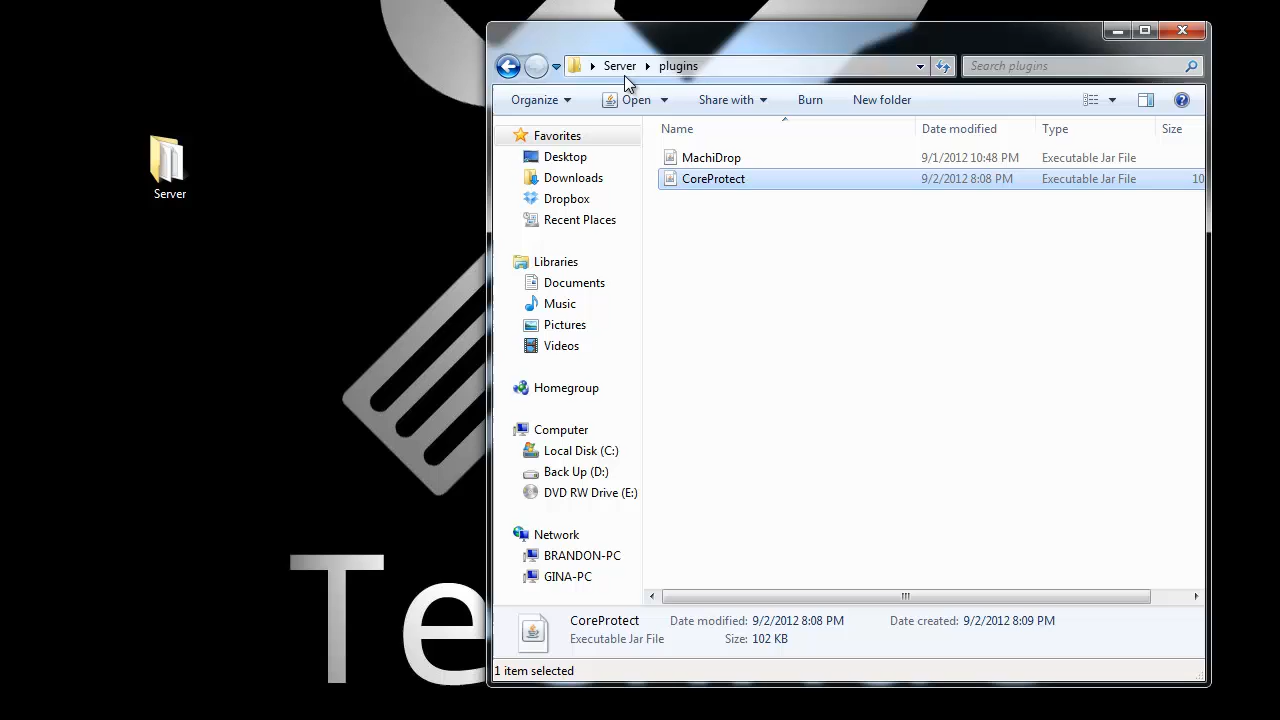 Server
Server plugins
Search plugins
Organize Open Share with Burn New folder
Name Date modified Type Size
MachiDrop 9/1/2012 10:48 PM Executable Jar File
CoreProtect 9/2/2012 8:08 PM Executable Jar File 10
Favorites
Desktop
Downloads
Dropbox
Recent Places
Libraries
Documents
Music
Pictures
Videos
Homegroup
Computer
Local Disk (C:)
Back Up (D:)
DVD RW Drive (E:)
Network
BRANDON-PC
GINA-PC
CoreProtect Date modified: 9/2/2012 8:08 PM Date created: 9/2/2012 8:09 PM
Executable Jar File Size: 102 KB
1 item selected
Te